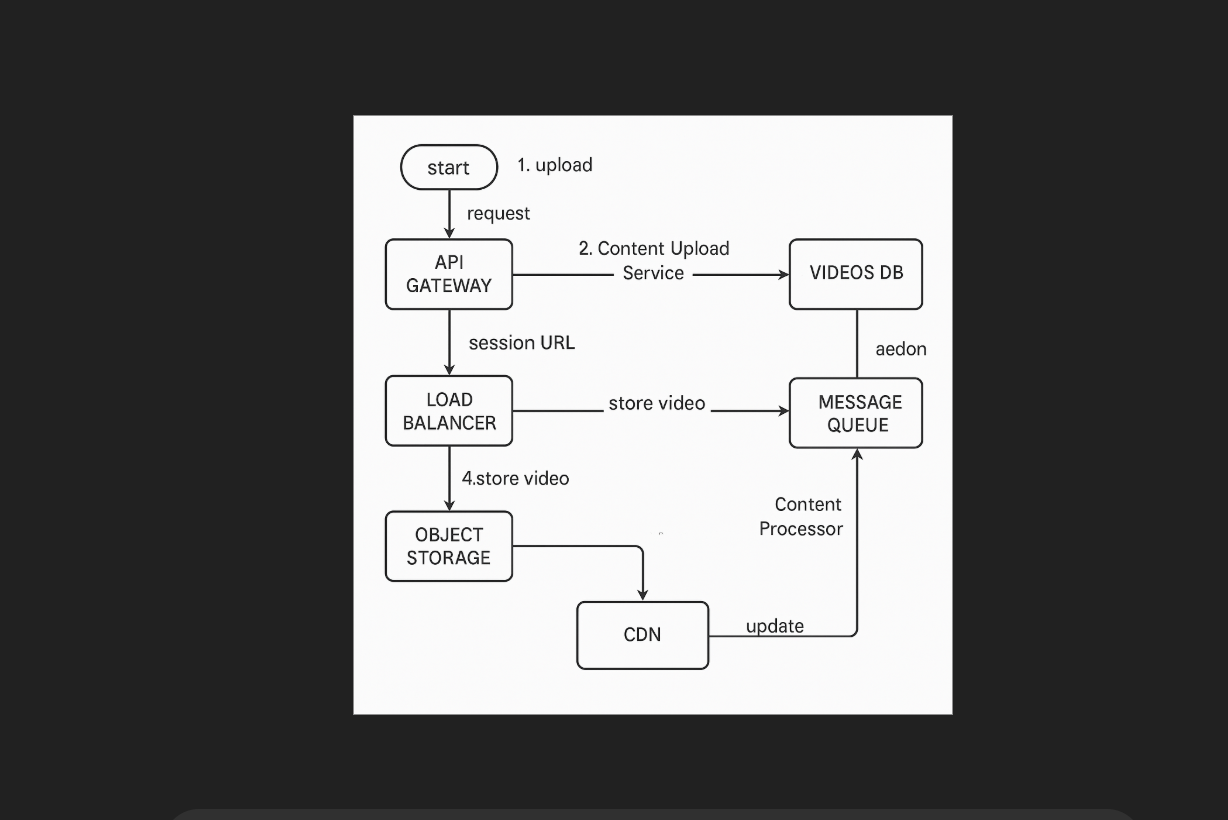 start
1. upload
request
API
GATEWAY
2. Content Upload
Service
VIDEOS DB
session URL
aedon
LOAD
BALANCER
store video
MESSAGE
QUEUE
4.store video
Content
Processor
OBJECT
STORAGE
CDN
update